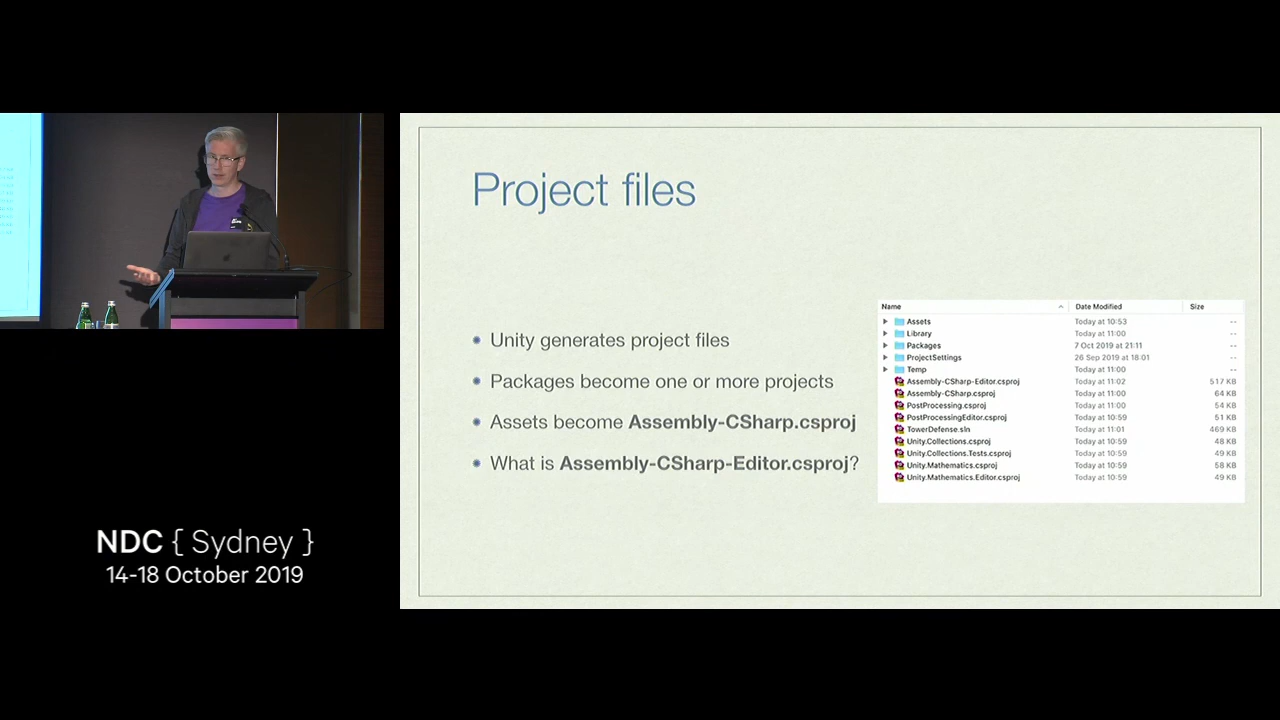 Project files
Unity generates project files
Packages become one or more projects
Assets become Assembly-CSharp.csproj
What is Assembly-CSharp-Editor.csproj?
Name Date Modified Size
Assets Today at 10:53 --
Library Today at 11:00 --
Packages 7 Oct 2019 at 21:11 --
ProjectSettings 26 Sep 2019 at 18:01 --
Temp Today at 11:00 --
Assembly-CSharp-Editor.csproj Today at 11:02 517 KB
Assembly-CSharp.csproj Today at 11:00 64 KB
PostProcessing.csproj Today at 11:00 54 KB
PostProcessingEditor.csproj Today at 10:59 51 KB
TowerDefense.sln Today at 11:01 469 KB
Unity.Collections.csproj Today at 10:59 48 KB
Unity.Collections.Tests.csproj Today at 10:59 49 KB
Unity.Mathematics.csproj Today at 10:59 58 KB
Unity.Mathematics.Editor.csproj Today at 10:59 49 KB
NDC { Sydney }
14-18 October 2019